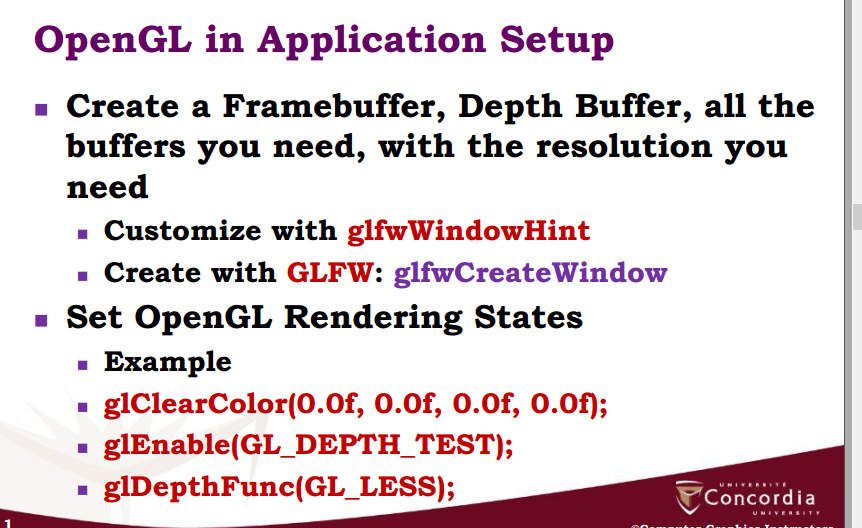 OpenGL in Application Setup
Create a Framebuffer, Depth Buffer, all the
buffers you need, with the resolution you
need
Customize with glfwWindowHint
Create with GLFW: glfwCreateWindow
Set OpenGL Rendering States
Example
glClearColor(0.0f, 0.0f, 0.0f, 0.0f);
glEnable(GL_DEPTH_TEST);
glDepthFunc(GL_LESS);
UNIVERSITÉ
Concordia
UNIVERSITY
1
©Computer Graphics Instructors